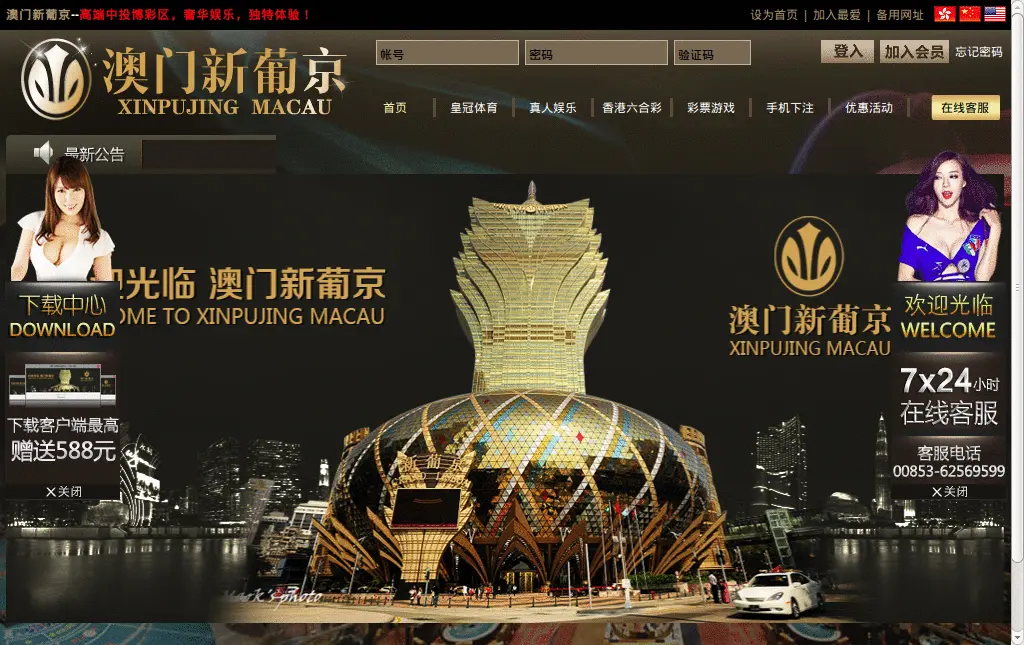 澳门新葡京--高端中投博彩区，奢华娱乐，独特体验！
设为首页 | 加入最爱 | 备用网址
澳门新葡京
XINPUJING MACAU
帐号 密码 验证码 登入 加入会员 忘记密码
首页 皇冠体育 真人娱乐 香港六合彩 彩票游戏 手机下注 优惠活动 在线客服
最新公告
光临 澳门新葡京
OME TO XINPUJING MACAU
澳门新葡京
XINPUJING MACAU
下载中心
DOWNLOAD
下载客户端最高
赠送588元
×关闭
欢迎光临
WELCOME
7x24小时
在线客服
客服电话
00853-62569599
×关闭
新葡京
Mark's photo